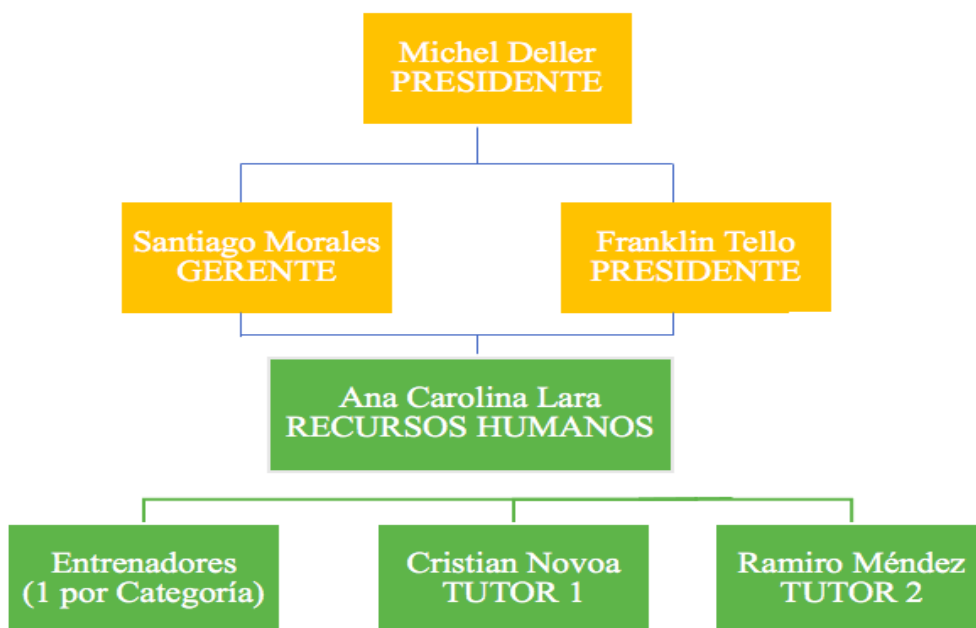 Michel Deller
PRESIDENTE
Santiago Morales
GERENTE
Franklin Tello
PRESIDENTE
Ana Carolina Lara
RECURSOS HUMANOS
Entrenadores
(1 por Categoría)
Cristian Novoa
TUTOR 1
Ramiro Méndez
TUTOR 2